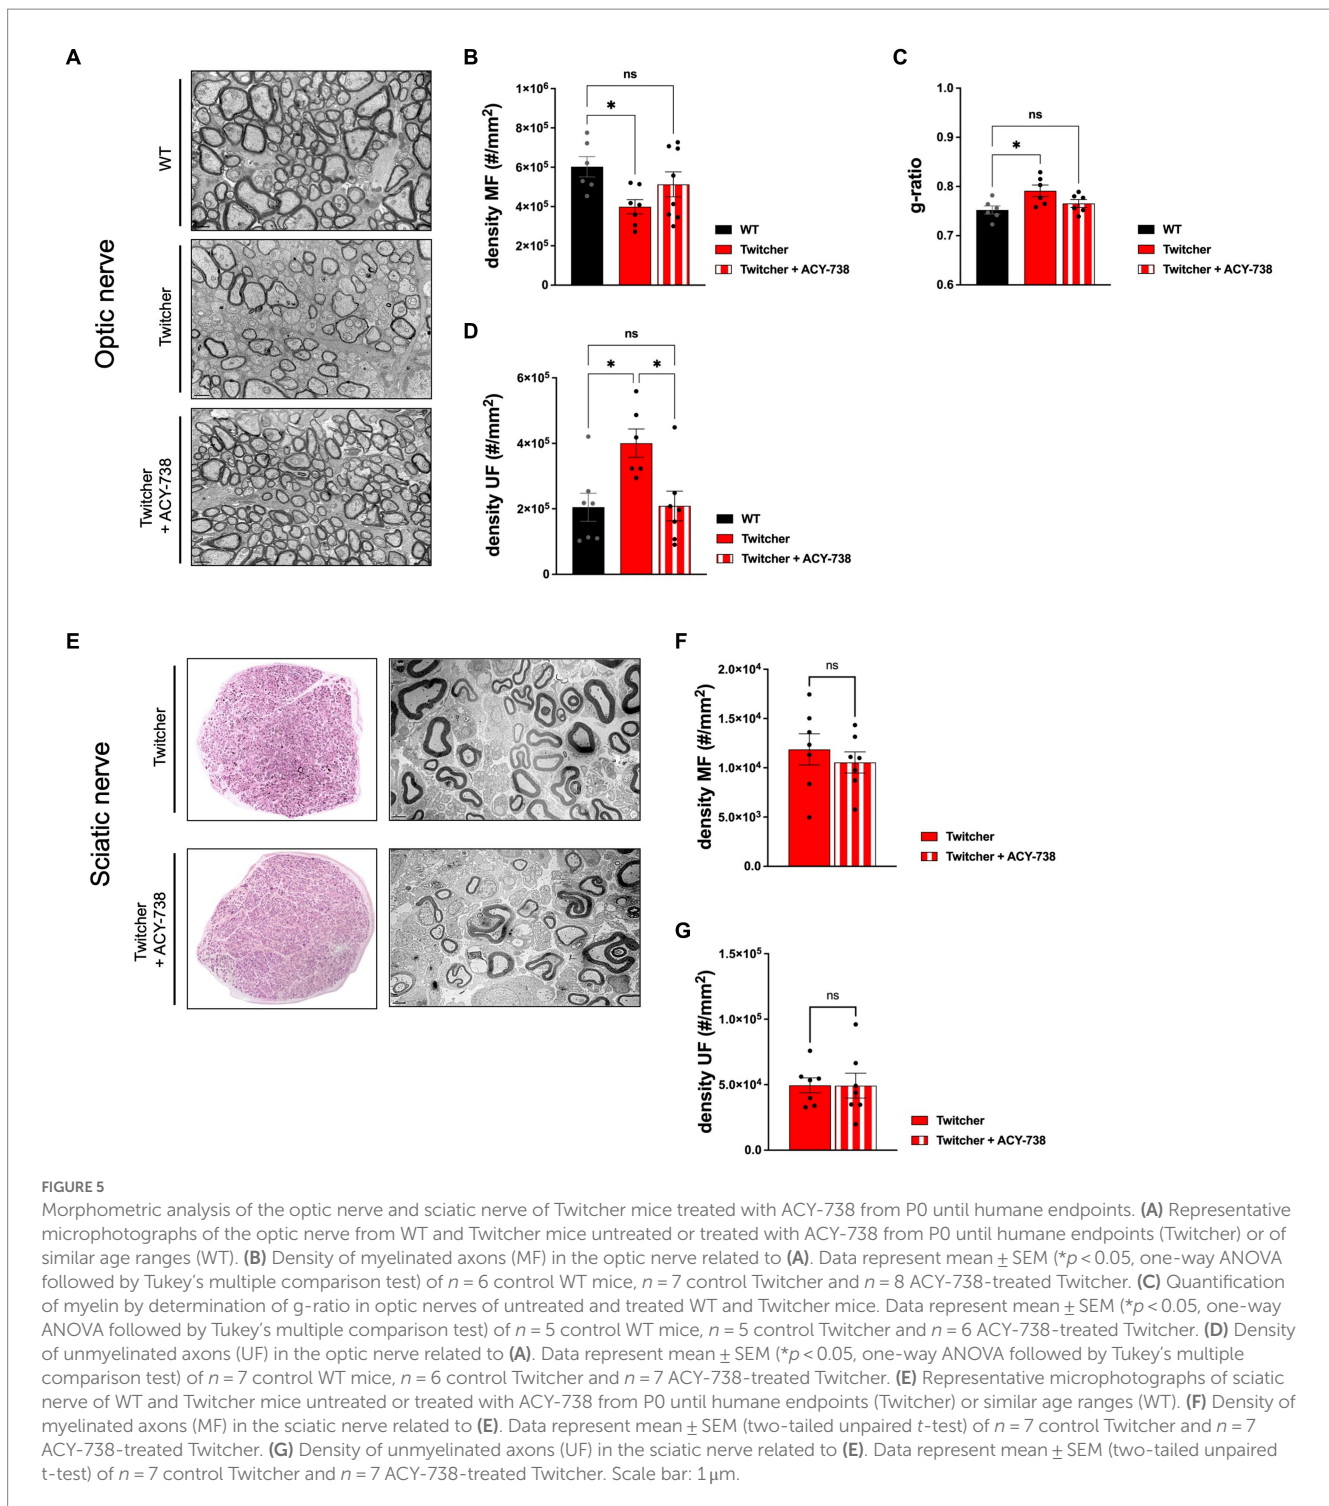 A
Optic nerve
WT
Twitcher
Twitcher
+ ACY-738
B
density MF (#/mm²)
1×10⁶
8×10⁵
6×10⁵
4×10⁵
2×10⁵
0
ns
*
WT
Twitcher
Twitcher + ACY-738
C
g-ratio
1.0
0.9
0.8
0.7
0.6
ns
*
WT
Twitcher
Twitcher + ACY-738
D
density UF (#/mm²)
6×10⁵
4×10⁵
2×10⁵
0
ns
*
*
WT
Twitcher
Twitcher + ACY-738
E
Sciatic nerve
Twitcher
Twitcher
+ ACY-738
F
density MF (#/mm²)
2.0×10⁴
1.5×10⁴
1.0×10⁴
5.0×10³
0.0
ns
Twitcher
Twitcher + ACY-738
G
density UF (#/mm²)
1.5×10⁵
1.0×10⁵
5.0×10⁴
0.0
ns
Twitcher
Twitcher + ACY-738
FIGURE 5
Morphometric analysis of the optic nerve and sciatic nerve of Twitcher mice treated with ACY-738 from P0 until humane endpoints. (A) Representative
microphotographs of the optic nerve from WT and Twitcher mice untreated or treated with ACY-738 from P0 until humane endpoints (Twitcher) or of
similar age ranges (WT). (B) Density of myelinated axons (MF) in the optic nerve related to (A). Data represent mean ± SEM (*p < 0.05, one-way ANOVA
followed by Tukey's multiple comparison test) of n = 6 control WT mice, n = 7 control Twitcher and n = 8 ACY-738-treated Twitcher. (C) Quantification
of myelin by determination of g-ratio in optic nerves of untreated and treated WT and Twitcher mice. Data represent mean ± SEM (*p < 0.05, one-way
ANOVA followed by Tukey's multiple comparison test) of n = 5 control WT mice, n = 5 control Twitcher and n = 6 ACY-738-treated Twitcher. (D) Density
of unmyelinated axons (UF) in the optic nerve related to (A). Data represent mean ± SEM (*p < 0.05, one-way ANOVA followed by Tukey's multiple
comparison test) of n = 7 control WT mice, n = 6 control Twitcher and n = 7 ACY-738-treated Twitcher. (E) Representative microphotographs of sciatic
nerve of WT and Twitcher mice untreated or treated with ACY-738 from P0 until humane endpoints (Twitcher) or similar age ranges (WT). (F) Density of
myelinated axons (MF) in the sciatic nerve related to (E). Data represent mean ± SEM (two-tailed unpaired t-test) of n = 7 control Twitcher and n = 7
ACY-738-treated Twitcher. (G) Density of unmyelinated axons (UF) in the sciatic nerve related to (E). Data represent mean ± SEM (two-tailed unpaired
t-test) of n = 7 control Twitcher and n = 7 ACY-738-treated Twitcher. Scale bar: 1 μm.